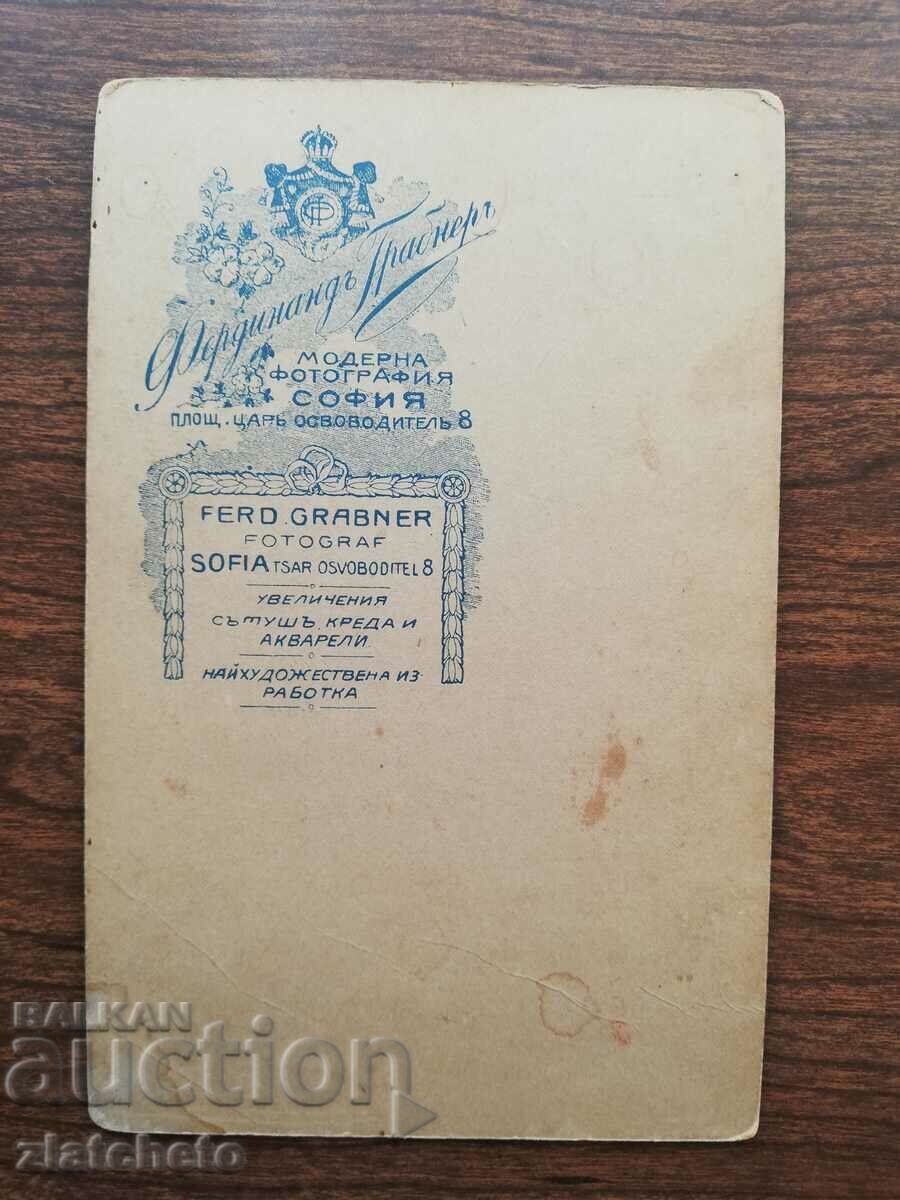 Фердинандъ Грабнеръ
МОДЕРНА
ФОТОГРАФИЯ
СОФИЯ
ПЛОЩ. ЦАРЬ ОСВОБОДИТЕЛЬ 8
FERD. GRABNER
FOTOGRAF
SOFIA TSAR OSVOBODITEL 8
УВЕЛИЧЕНИЯ
СЪ ТУШЪ, КРЕДА И
АКВАРЕЛИ
НАЙХУДОЖЕСТВЕНА ИЗ-
РАБОТКА
BALKAN
auction
zlatcheto